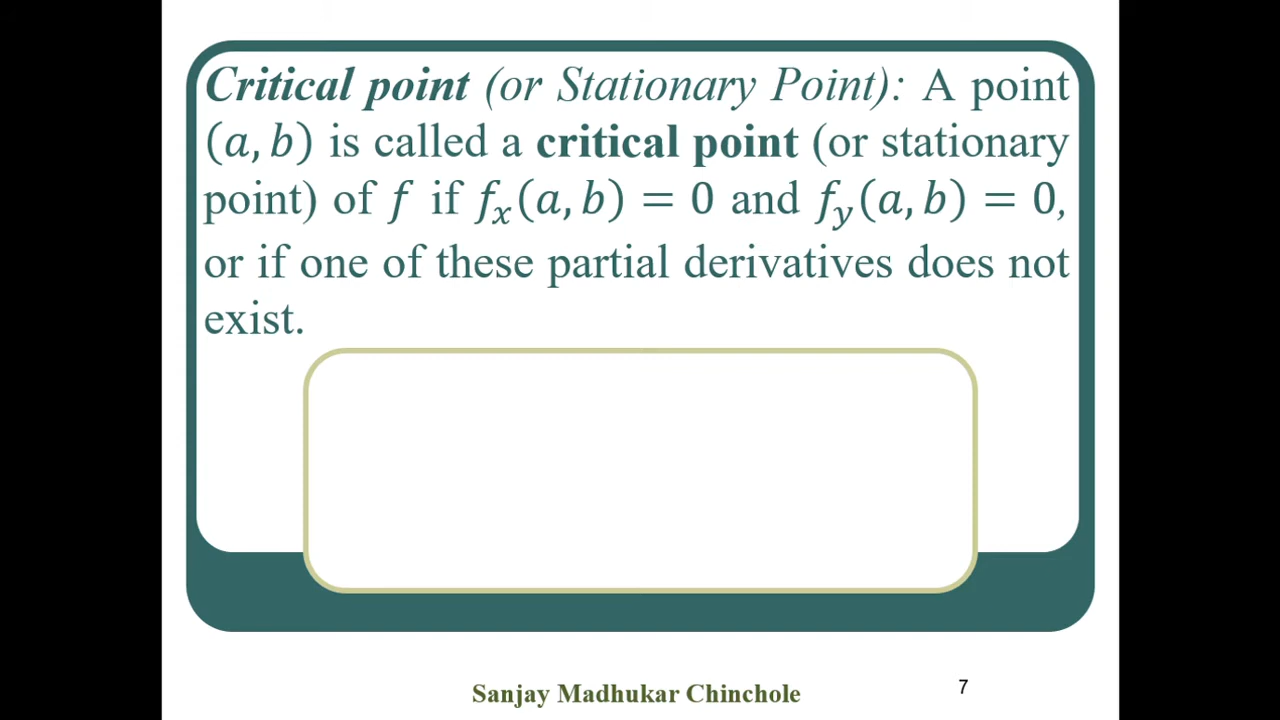 Critical point (or Stationary Point): A point
(a, b) is called a critical point (or stationary
point) of f if fₓ(a, b) = 0 and f_y(a, b) = 0,
or if one of these partial derivatives does not
exist.
Sanjay Madhukar Chinchole
7